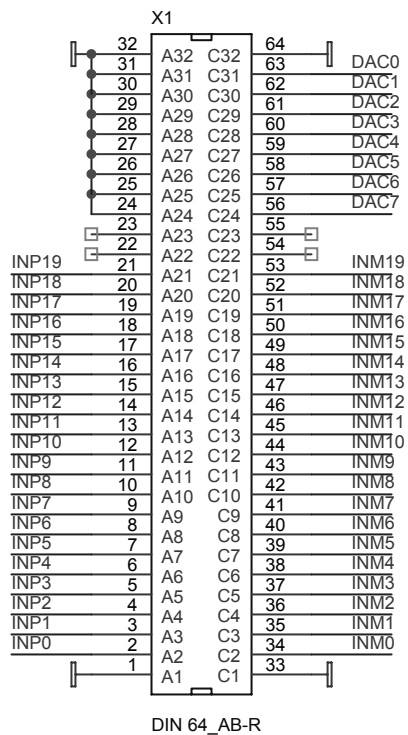 X1
32 A32 C32 64
31 A31 C31 63 DAC0
30 A30 C30 62 DAC1
29 A29 C29 61 DAC2
28 A28 C28 60 DAC3
27 A27 C27 59 DAC4
26 A26 C26 58 DAC5
25 A25 C25 57 DAC6
24 A24 C24 56 DAC7
23 A23 C23 55
22 A22 C22 54
INP19 21 A21 C21 53 INM19
INP18 20 A20 C20 52 INM18
INP17 19 A19 C19 51 INM17
INP16 18 A18 C18 50 INM16
INP15 17 A17 C17 49 INM15
INP14 16 A16 C16 48 INM14
INP13 15 A15 C15 47 INM13
INP12 14 A14 C14 46 INM12
INP11 13 A13 C13 45 INM11
INP10 12 A12 C12 44 INM10
INP9 11 A11 C11 43 INM9
INP8 10 A10 C10 42 INM8
INP7 9 A9 C9 41 INM7
INP6 8 A8 C8 40 INM6
INP5 7 A7 C7 39 INM5
INP4 6 A6 C6 38 INM4
INP3 5 A5 C5 37 INM3
INP2 4 A4 C4 36 INM2
INP1 3 A3 C3 35 INM1
INP0 2 A2 C2 34 INM0
1 A1 C1 33
DIN 64_AB-R